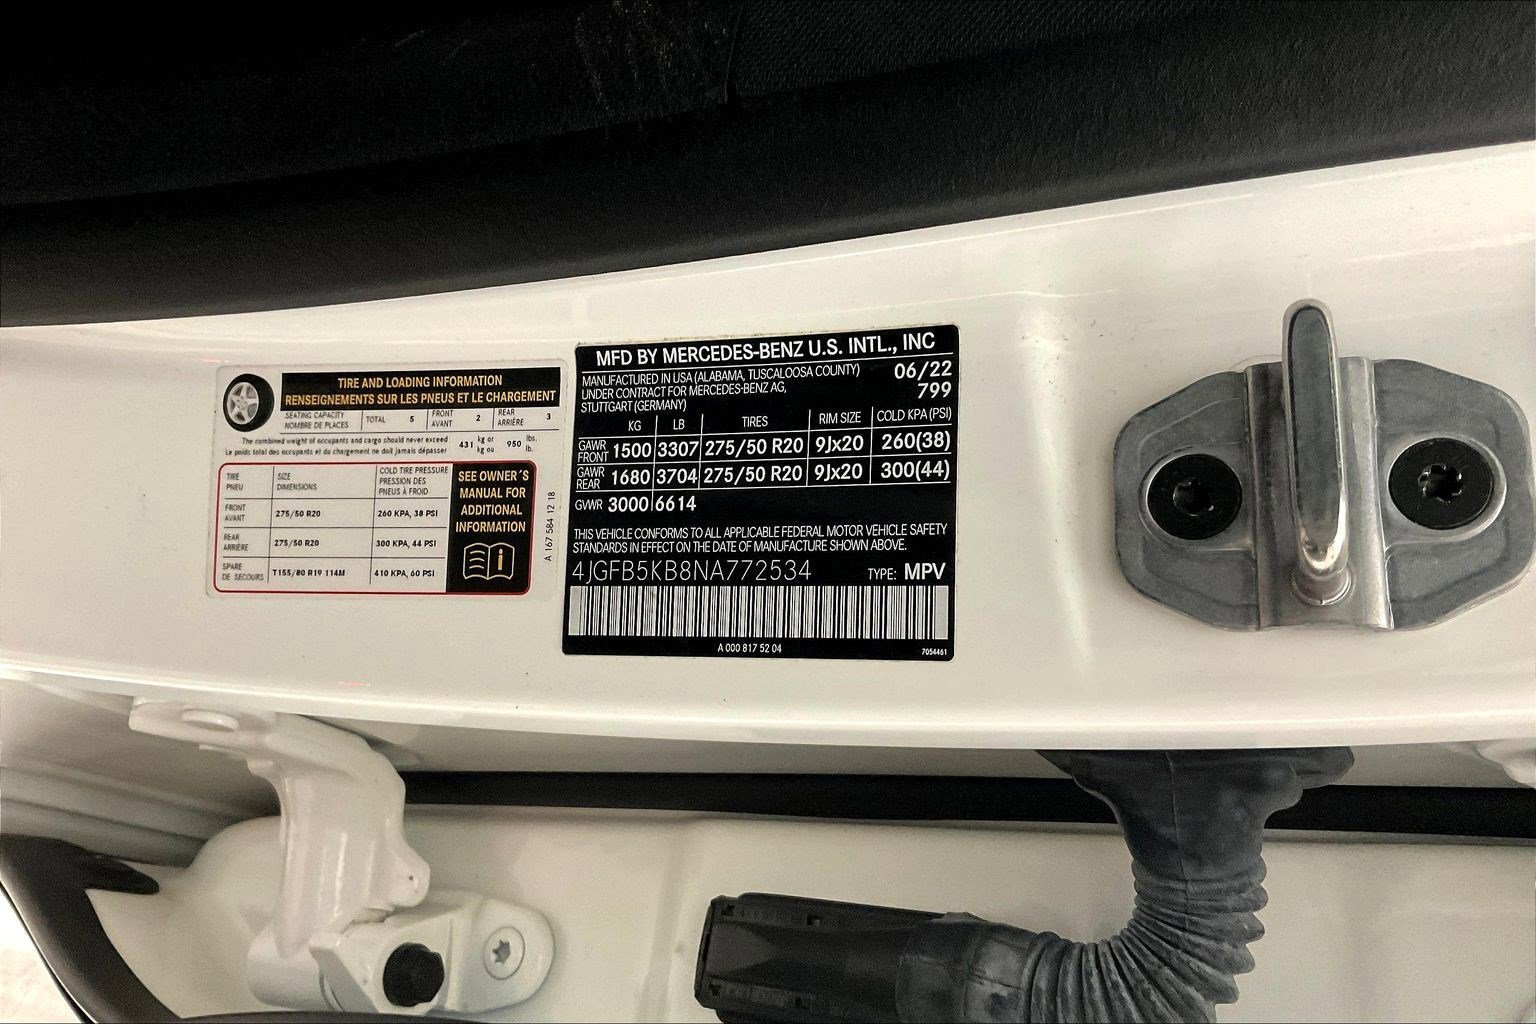 TIRE AND LOADING INFORMATION
RENSEIGNEMENTS SUR LES PNEUS ET LE CHARGEMENT
SEATING CAPACITY
NOMBRE DE PLACES
TOTAL 5
FRONT
AVANT
2
REAR
ARRIÈRE
3
The combined weight of occupants and cargo should never exceed
Le poids total des occupants et du chargement ne doit jamais dépasser
431
kg or
kg ou
950
lbs.
lb.
TIRE
PNEU
SIZE
DIMENSIONS
COLD TIRE PRESSURE
PRESSION DES
PNEUS À FROID
FRONT
AVANT
275/50 R20
260 KPA, 38 PSI
REAR
ARRIÈRE
275/50 R20
300 KPA, 44 PSI
SPARE
DE SECOURS
T155/80 R19 114M
410 KPA, 60 PSI
SEE OWNER´S
MANUAL FOR
ADDITIONAL
INFORMATION
i
A 167 584 12 18
MFD BY MERCEDES-BENZ U.S. INTL., INC
MANUFACTURED IN USA (ALABAMA, TUSCALOOSA COUNTY)
UNDER CONTRACT FOR MERCEDES-BENZ AG,
STUTTGART (GERMANY)
06/22
799
KG LB TIRES RIM SIZE COLD KPA (PSI)
GAWR
FRONT
1500 3307 275/50 R20 9Jx20 260(38)
GAWR
REAR
1680 3704 275/50 R20 9Jx20 300(44)
GVWR 3000 6614
THIS VEHICLE CONFORMS TO ALL APPLICABLE FEDERAL MOTOR VEHICLE SAFETY
STANDARDS IN EFFECT ON THE DATE OF MANUFACTURE SHOWN ABOVE.
4JGFB5KB8NA772534 TYPE: MPV
A 000 817 52 04
7054461